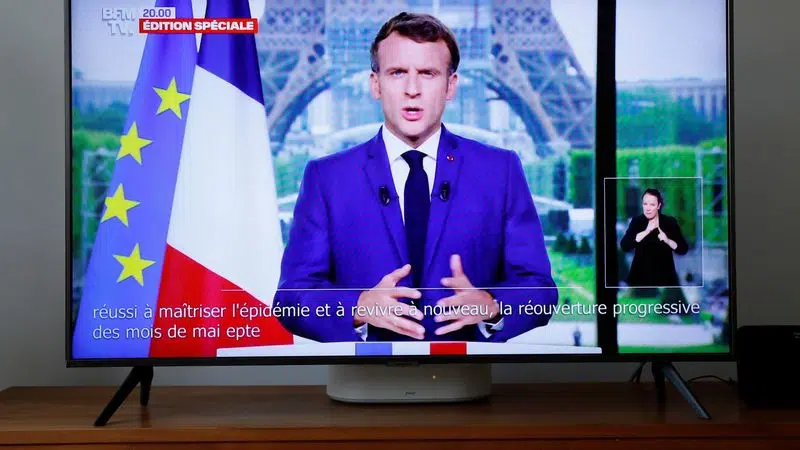 BFM
TV.
20.00
ÉDITION SPÉCIALE
réussi à maîtriser l'épidémie et à revivre à nouveau, la réouverture progressive
des mois de mai epte